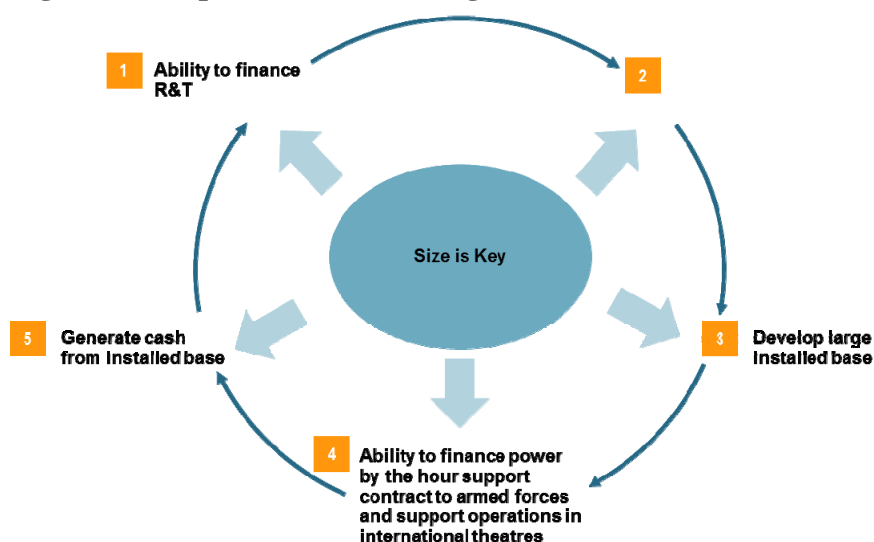 1
Ability to finance
R&T
2
Size is Key
3
Develop large
installed base
5
Generate cash
from installed base
4
Ability to finance power
by the hour support
contract to armed forces
and support operations in
international theatres